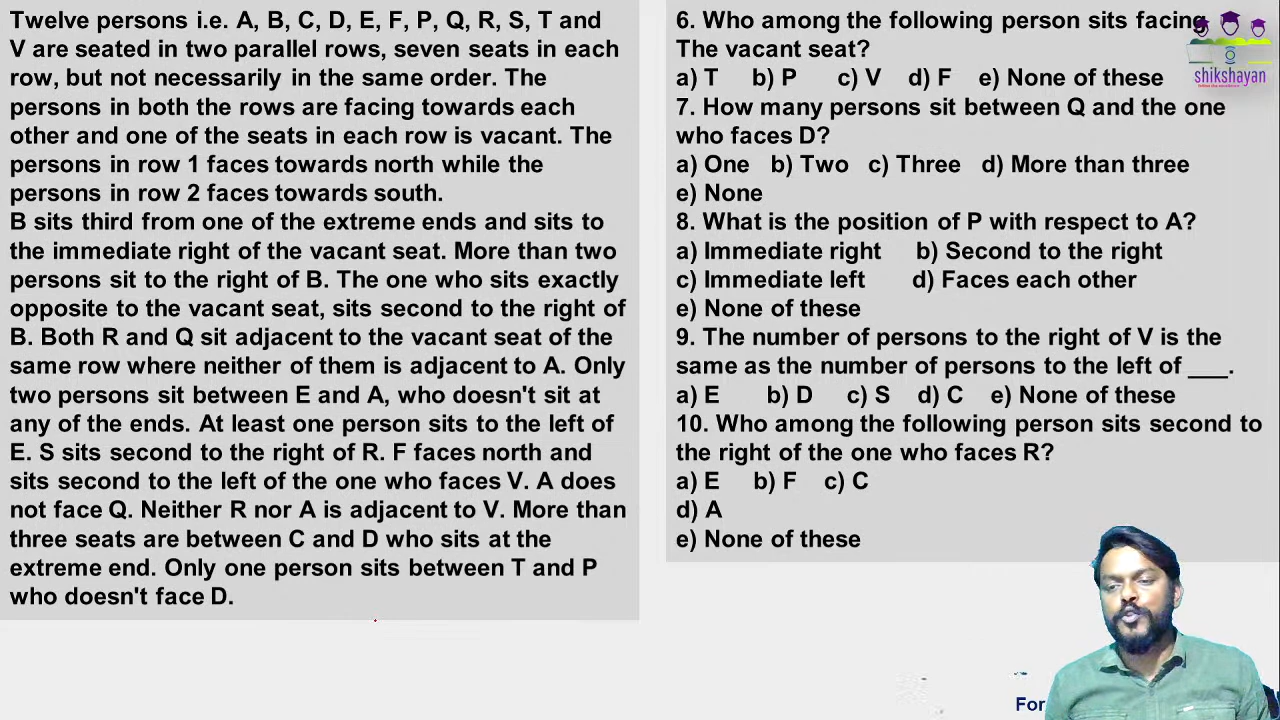 Twelve persons i.e. A, B, C, D, E, F, P, Q, R, S, T and
V are seated in two parallel rows, seven seats in each
row, but not necessarily in the same order. The
persons in both the rows are facing towards each
other and one of the seats in each row is vacant. The
persons in row 1 faces towards north while the
persons in row 2 faces towards south.
B sits third from one of the extreme ends and sits to
the immediate right of the vacant seat. More than two
persons sit to the right of B. The one who sits exactly
opposite to the vacant seat, sits second to the right of
B. Both R and Q sit adjacent to the vacant seat of the
same row where neither of them is adjacent to A. Only
two persons sit between E and A, who doesn't sit at
any of the ends. At least one person sits to the left of
E. S sits second to the right of R. F faces north and
sits second to the left of the one who faces V. A does
not face Q. Neither R nor A is adjacent to V. More than
three seats are between C and D who sits at the
extreme end. Only one person sits between T and P
who doesn't face D.
6. Who among the following person sits facing
The vacant seat?
a) T b) P c) V d) F e) None of these
7. How many persons sit between Q and the one
who faces D?
a) One b) Two c) Three d) More than three
e) None
8. What is the position of P with respect to A?
a) Immediate right b) Second to the right
c) Immediate left d) Faces each other
e) None of these
9. The number of persons to the right of V is the
same as the number of persons to the left of ___.
a) E b) D c) S d) C e) None of these
10. Who among the following person sits second to
the right of the one who faces R?
a) E b) F c) C
d) A
e) None of these
shikshayan
For